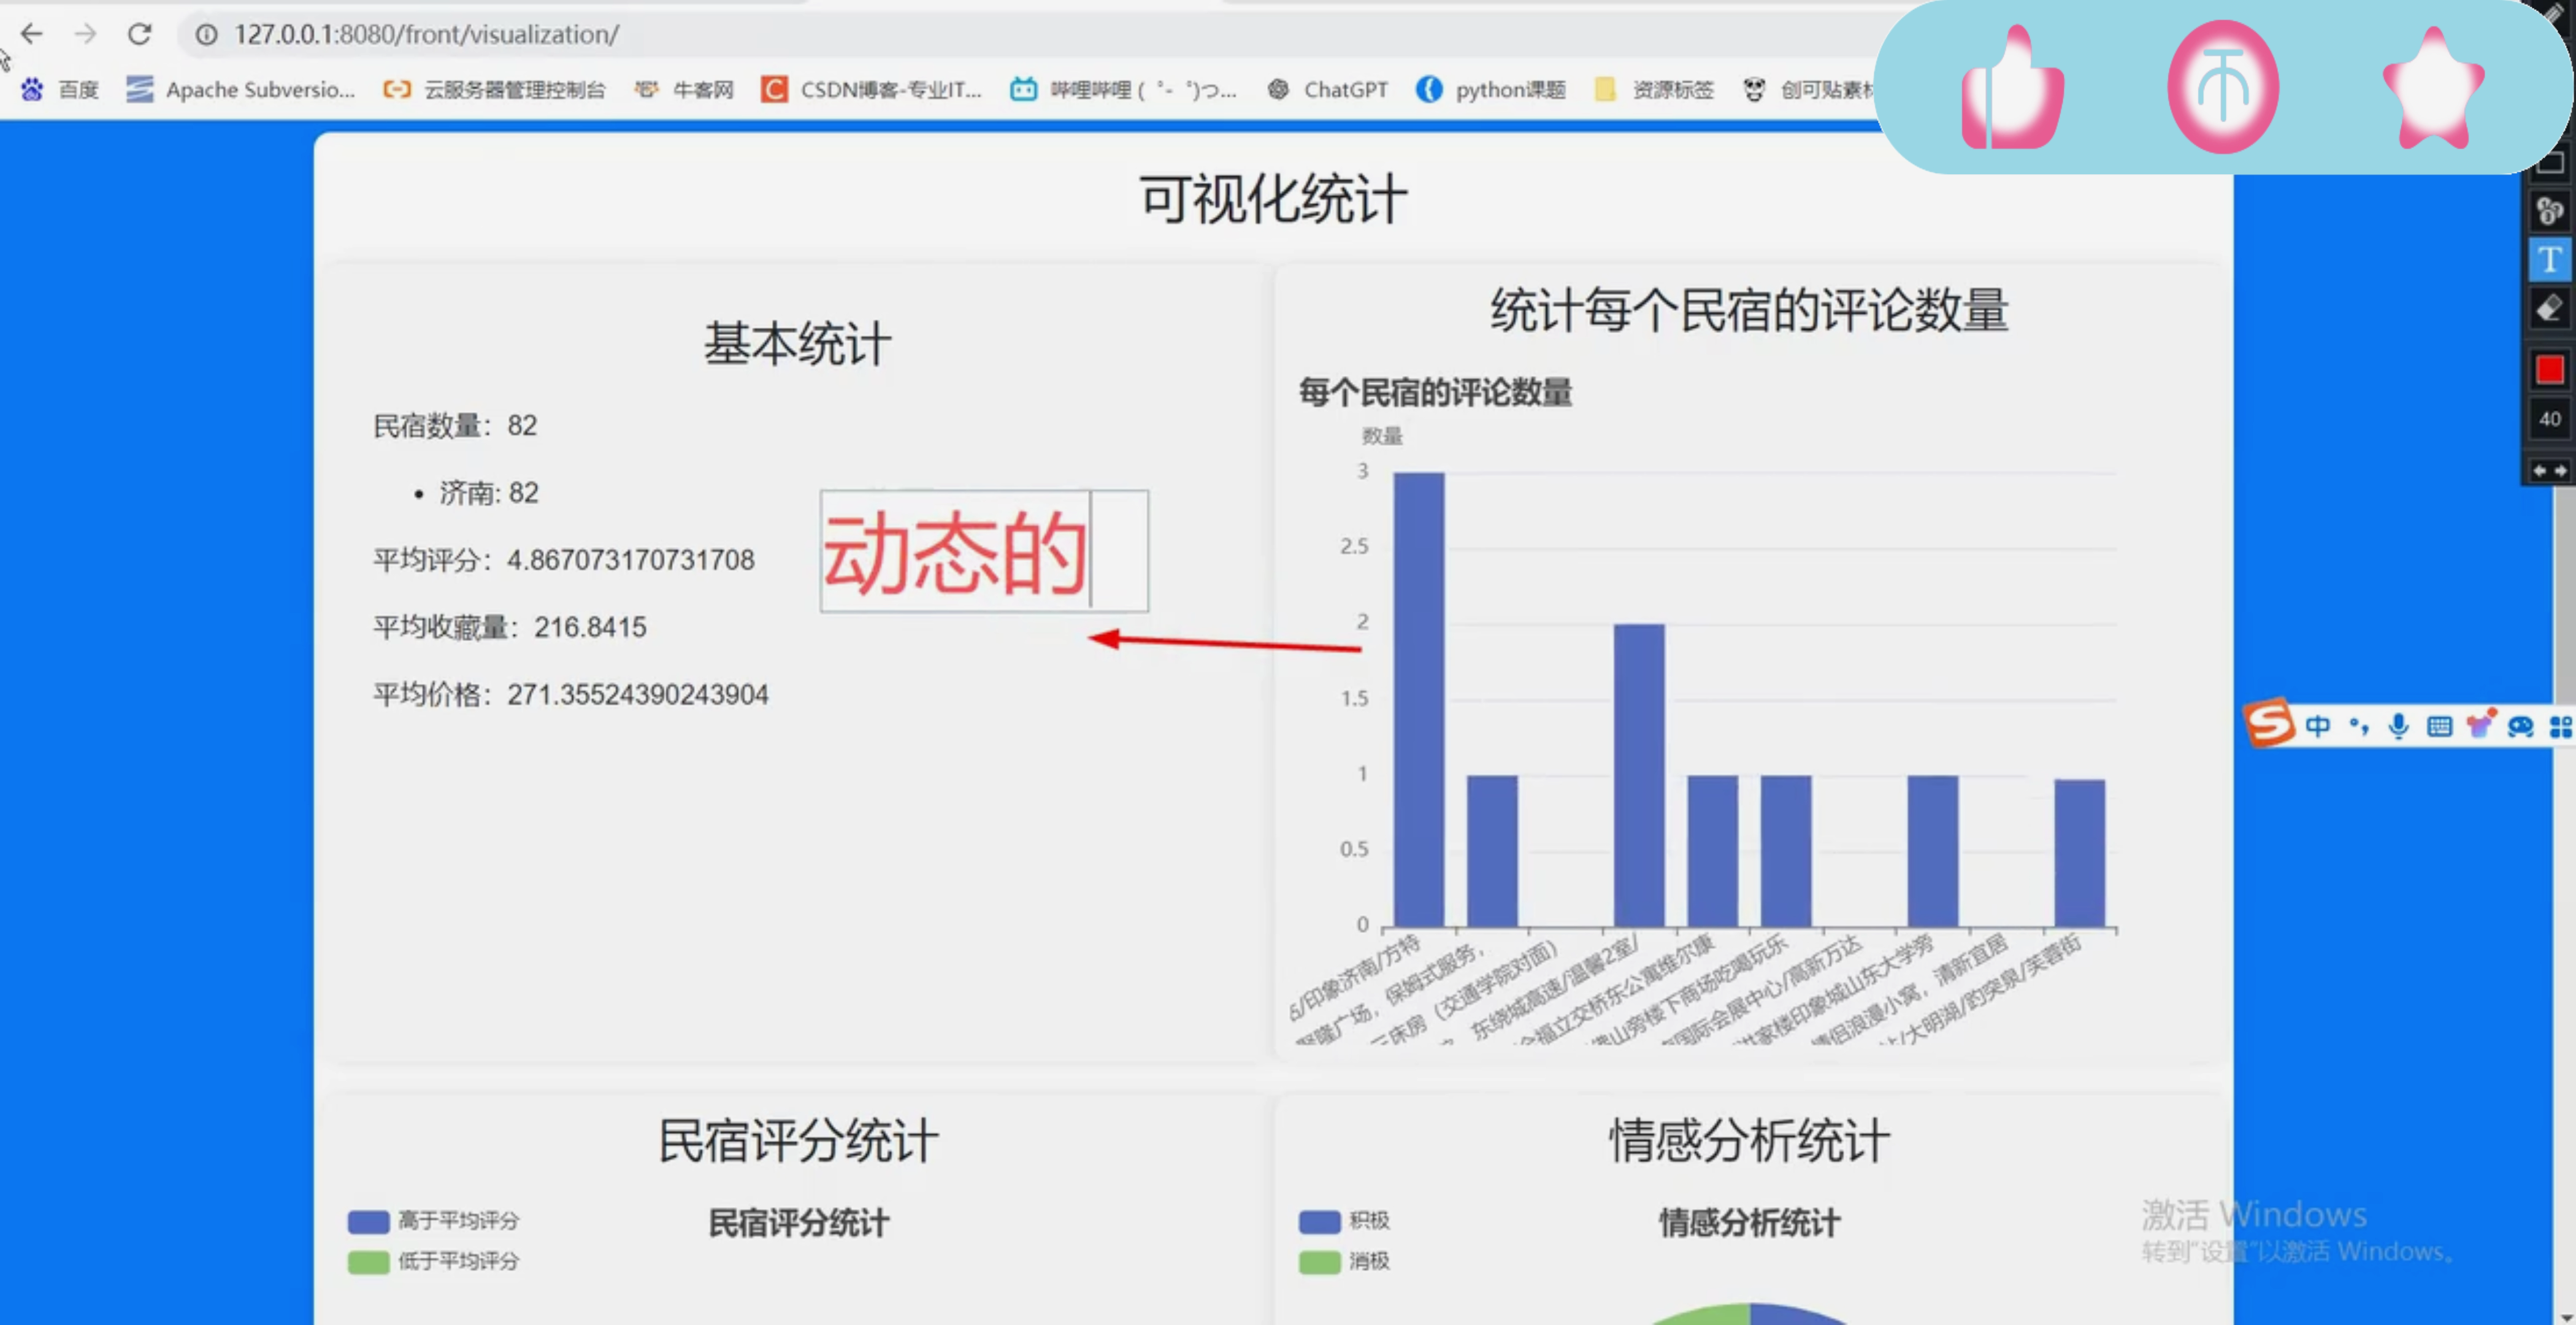 127.0.0.1:8080/front/visualization/
百度
Apache Subversio...
云服务器管理控制台
牛客网
CSDN博客-专业IT...
哔哩哔哩 ( ゜- ゜)つ...
ChatGPT
python课题
资源标签
创可贴素材
可视化统计
基本统计
民宿数量：82
• 济南: 82
平均评分：4.867073170731708
平均收藏量：216.8415
平均价格：271.35524390243904
动态的
统计每个民宿的评论数量
每个民宿的评论数量
数量
3
2.5
2
1.5
1
0.5
0
/印象济南/方特
聚隆广场，保姆式服务，
床房（交通学院对面）
东绕城高速/温馨2室/
福立交桥东公寓维尔康
佛山旁楼下商场吃喝玩乐
国际会展中心/高新万达
洪家楼印象城山东大学旁
情侣浪漫小窝，清新宜居
/大明湖/趵突泉/芙蓉街
T
40
中
民宿评分统计
高于平均评分
低于平均评分
民宿评分统计
情感分析统计
积极
消极
情感分析统计
激活 Windows
转到"设置"以激活 Windows。